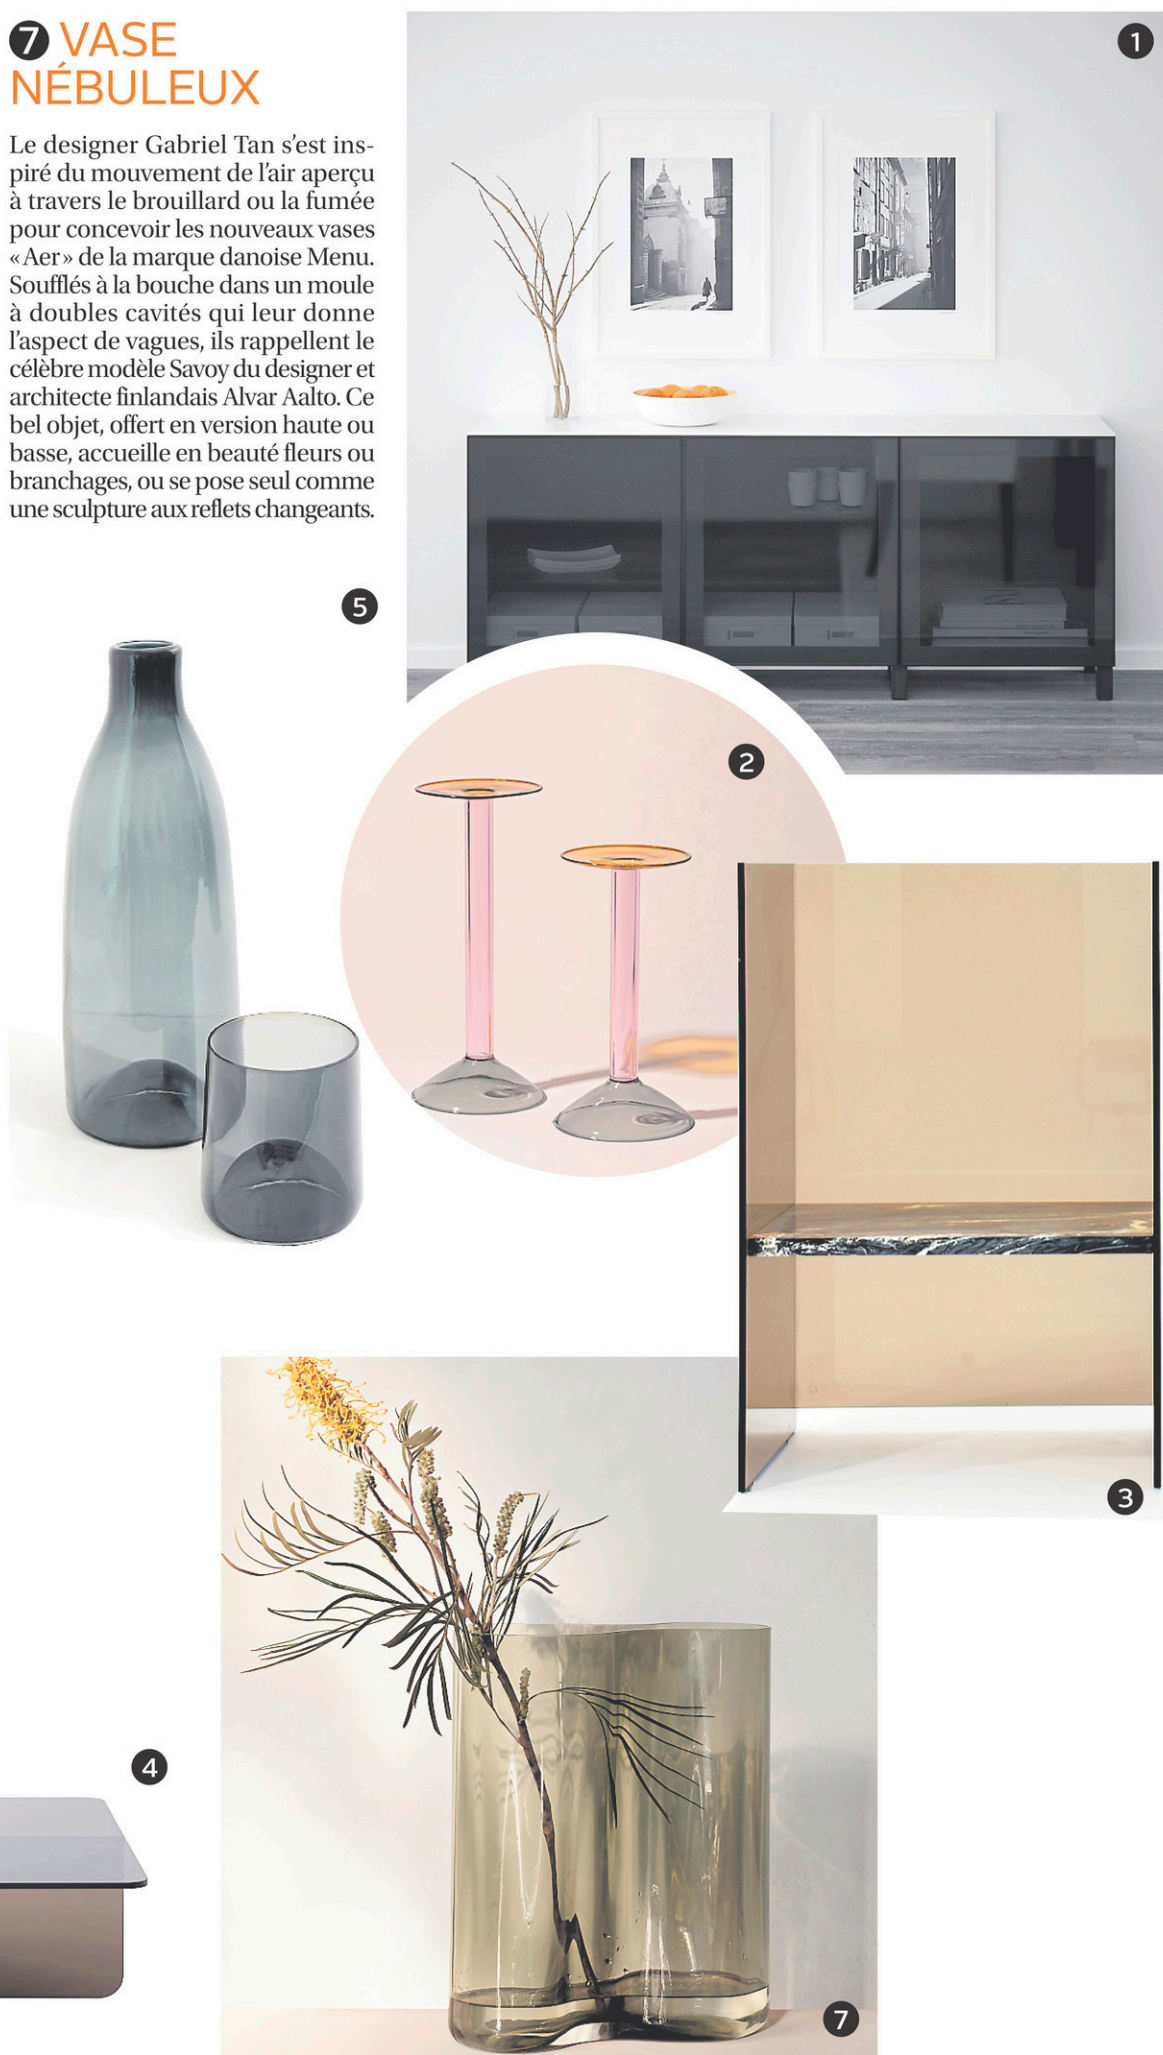 7 VASE
NÉBULEUX
Le designer Gabriel Tan s’est ins-
piré du mouvement de l’air aperçu
à travers le brouillard ou la fumée
pour concevoir les nouveaux vases
« Aer » de la marque danoise Menu.
Soufflés à la bouche dans un moule
à doubles cavités qui leur donne
l’aspect de vagues, ils rappellent le
célèbre modèle Savoy du designer et
architecte finlandais Alvar Aalto. Ce
bel objet, offert en version haute ou
basse, accueille en beauté fleurs ou
branchages, ou se pose seul comme
une sculpture aux reflets changeants.
1
5
2
3
4
7